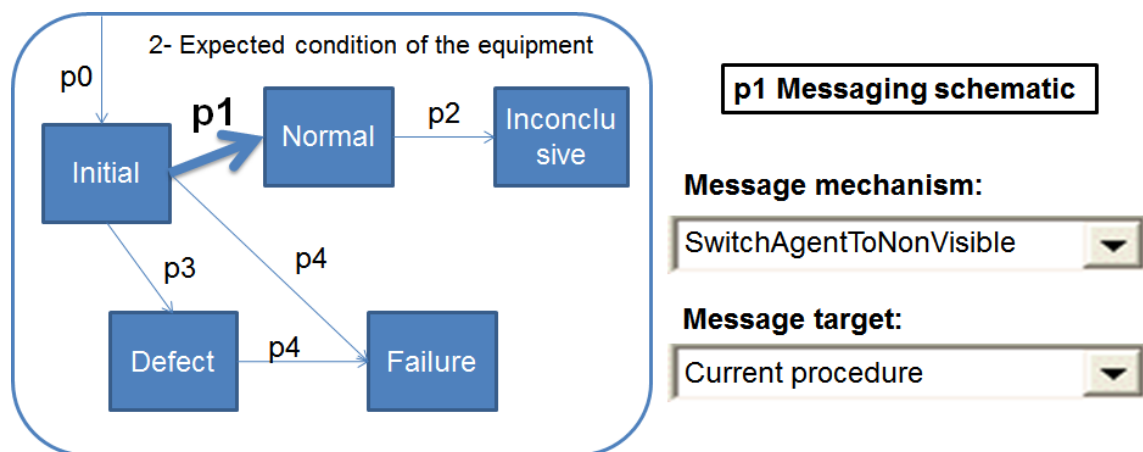 2- Expected condition of the equipment
p0
p1
Initial
Normal
p2
Inconclu
sive
p3
p4
Defect
p4
Failure
p1 Messaging schematic
Message mechanism:
SwitchAgentToNonVisible
Message target:
Current procedure